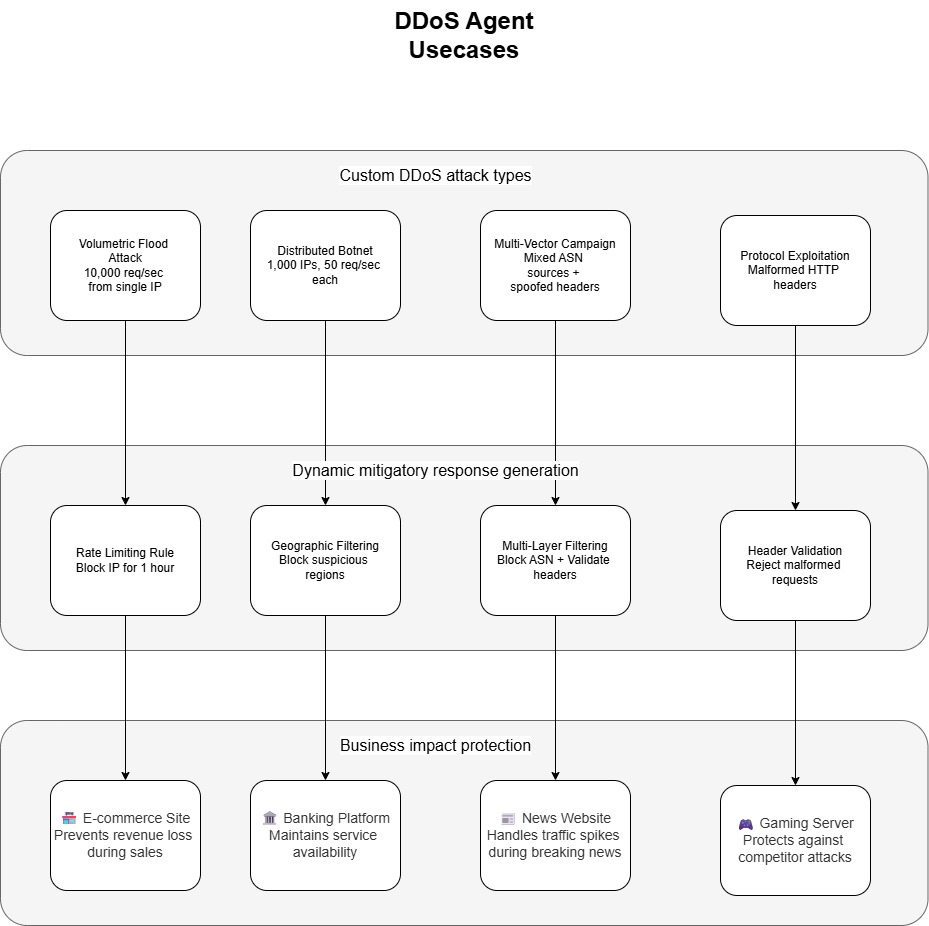 DDoS Agent
Usecases
Custom DDoS attack types
Volumetric Flood
Attack
10,000 req/sec
from single IP
Distributed Botnet
1,000 IPs, 50 req/sec
each
Multi-Vector Campaign
Mixed ASN
sources +
spoofed headers
Protocol Exploitation
Malformed HTTP
headers
Dynamic mitigatory response generation
Rate Limiting Rule
Block IP for 1 hour
Geographic Filtering
Block suspicious
regions
Multi-Layer Filtering
Block ASN + Validate
headers
Header Validation
Reject malformed
requests
Business impact protection
E-commerce Site
Prevents revenue loss
during sales
Banking Platform
Maintains service
availability
News Website
Handles traffic spikes
during breaking news
Gaming Server
Protects against
competitor attacks